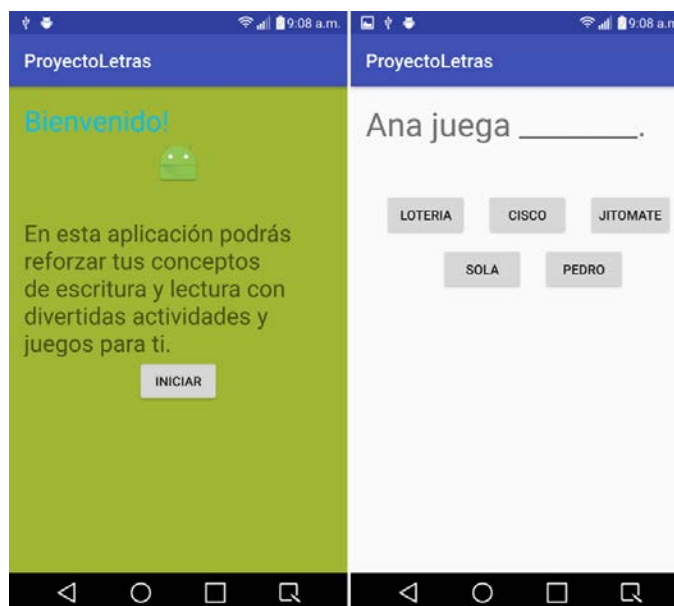 9:08 a.m.
ProyectoLetras
Bienvenido!
En esta aplicación podrás
reforzar tus conceptos
de escritura y lectura con
divertidas actividades y
juegos para ti.
INICIAR
9:08 a.m
ProyectoLetras
Ana juega _______.
LOTERIA CISCO JITOMATE
SOLA PEDRO